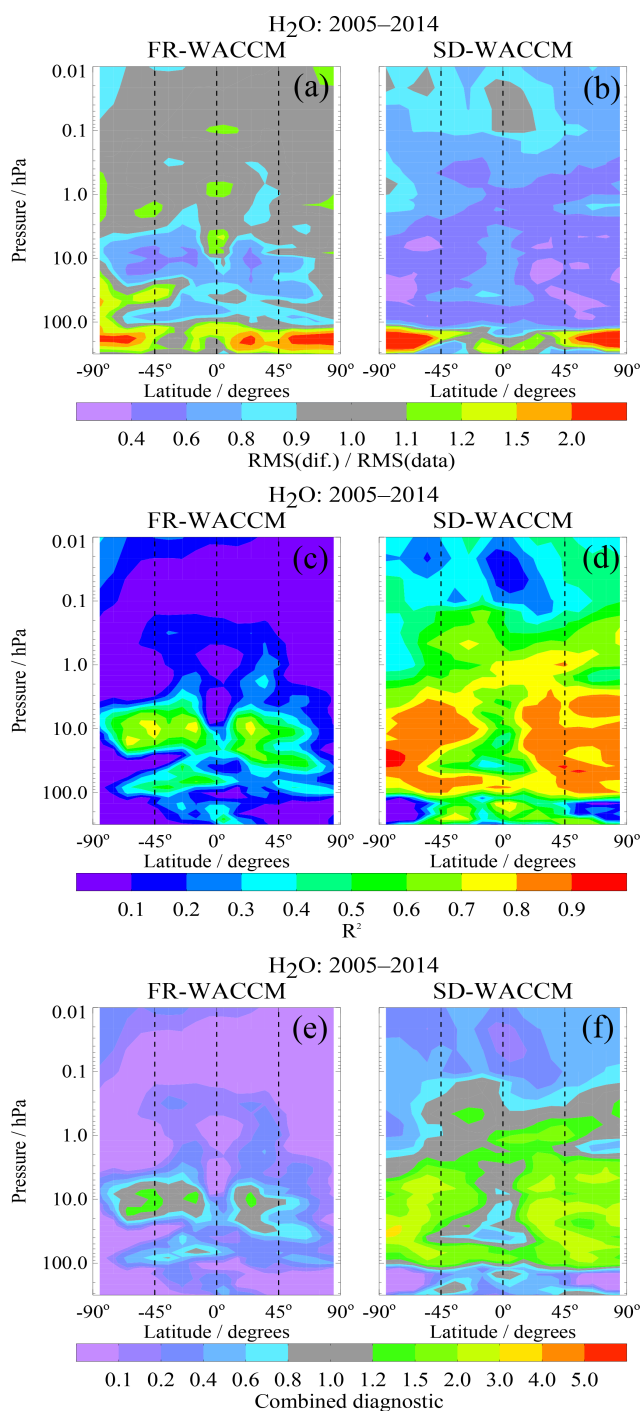 H2O: 2005–2014
FR-WACCM SD-WACCM
(a) (b)
Pressure / hPa
0.01
0.1
1.0
10.0
100.0
-90° -45° 0° 45° 90° -90° -45° 0° 45° 90°
Latitude / degrees Latitude / degrees
0.4 0.6 0.8 0.9 1.0 1.1 1.2 1.5 2.0
RMS(dif.) / RMS(data)
H2O: 2005–2014
FR-WACCM SD-WACCM
(c) (d)
Pressure / hPa
0.01
0.1
1.0
10.0
100.0
-90° -45° 0° 45° 90° -90° -45° 0° 45° 90°
Latitude / degrees Latitude / degrees
0.1 0.2 0.3 0.4 0.5 0.6 0.7 0.8 0.9
R²
H2O: 2005–2014
FR-WACCM SD-WACCM
(e) (f)
Pressure / hPa
0.01
0.1
1.0
10.0
100.0
-90° -45° 0° 45° 90° -90° -45° 0° 45° 90°
Latitude / degrees Latitude / degrees
0.1 0.2 0.4 0.6 0.8 1.0 1.2 1.5 2.0 3.0 4.0 5.0
Combined diagnostic